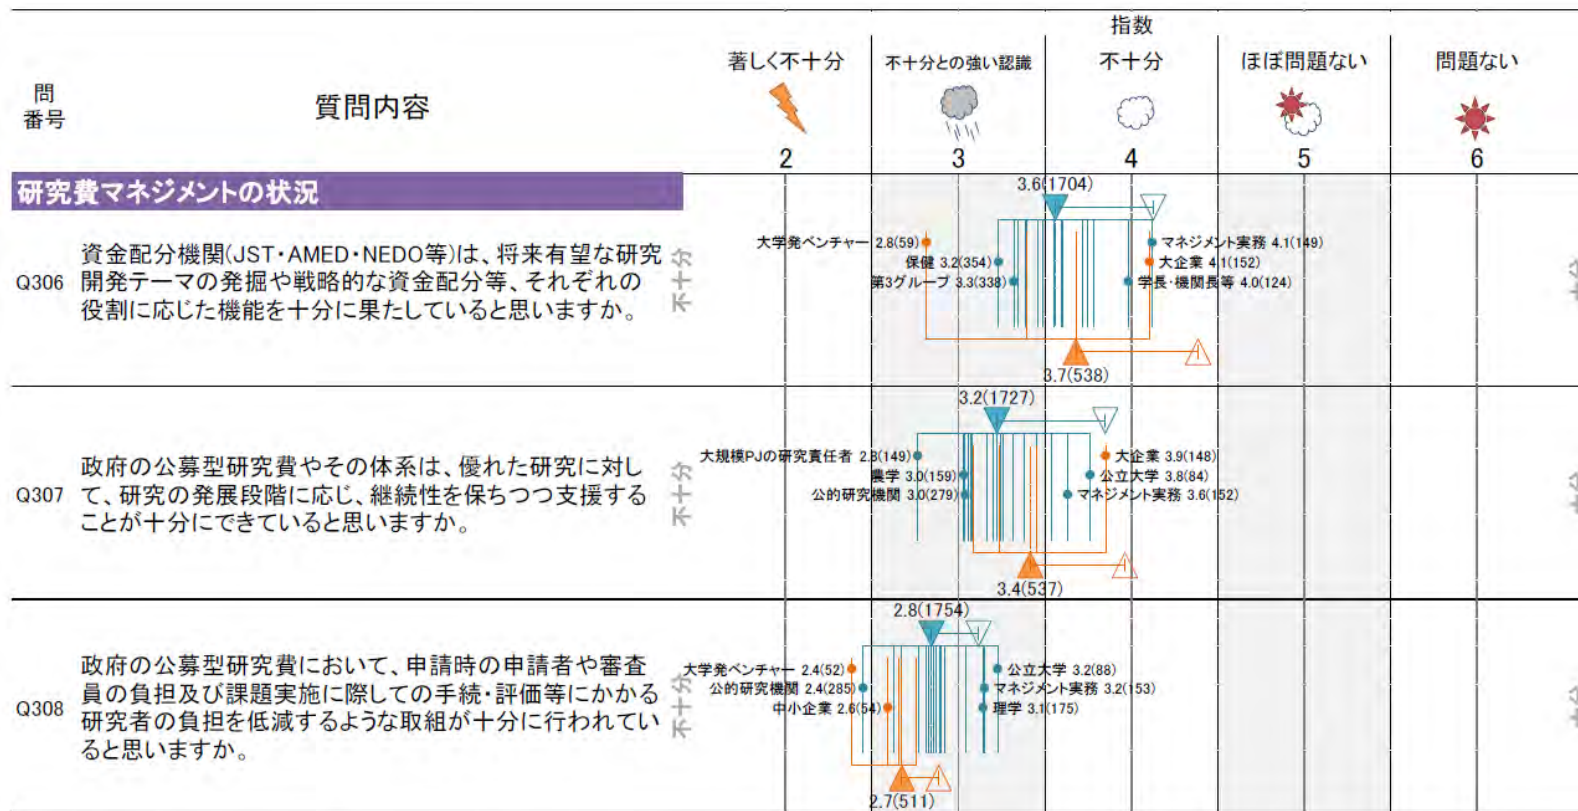 指数
著しく不十分
不十分との強い認識
不十分
ほぼ問題ない
問題ない
問
番号
質問内容
2
3
4
5
6
研究費マネジメントの状況
Q306
資金配分機関(JST・AMED・NEDO等)は、将来有望な研究
開発テーマの発掘や戦略的な資金配分等、それぞれの
役割に応じた機能を十分に果たしていると思いますか。
不十分
3.6(1704)
大学発ベンチャー 2.8(59)
保健 3.2(354)
第3グループ 3.3(338)
マネジメント実務 4.1(149)
大企業 4.1(152)
学長・機関長等 4.0(124)
3.7(538)
十分
Q307
政府の公募型研究費やその体系は、優れた研究に対し
て、研究の発展段階に応じ、継続性を保ちつつ支援する
ことが十分にできていると思いますか。
不十分
3.2(1727)
大規模PJの研究責任者 2.8(149)
農学 3.0(159)
公的研究機関 3.0(279)
大企業 3.9(148)
公立大学 3.8(84)
マネジメント実務 3.6(152)
3.4(537)
十分
Q308
政府の公募型研究費において、申請時の申請者や審査
員の負担及び課題実施に際しての手続・評価等にかかる
研究者の負担を低減するような取組が十分に行われてい
ると思いますか。
不十分
2.8(1754)
大学発ベンチャー 2.4(52)
公的研究機関 2.4(285)
中小企業 2.6(54)
公立大学 3.2(88)
マネジメント実務 3.2(153)
理学 3.1(175)
2.7(511)
十分